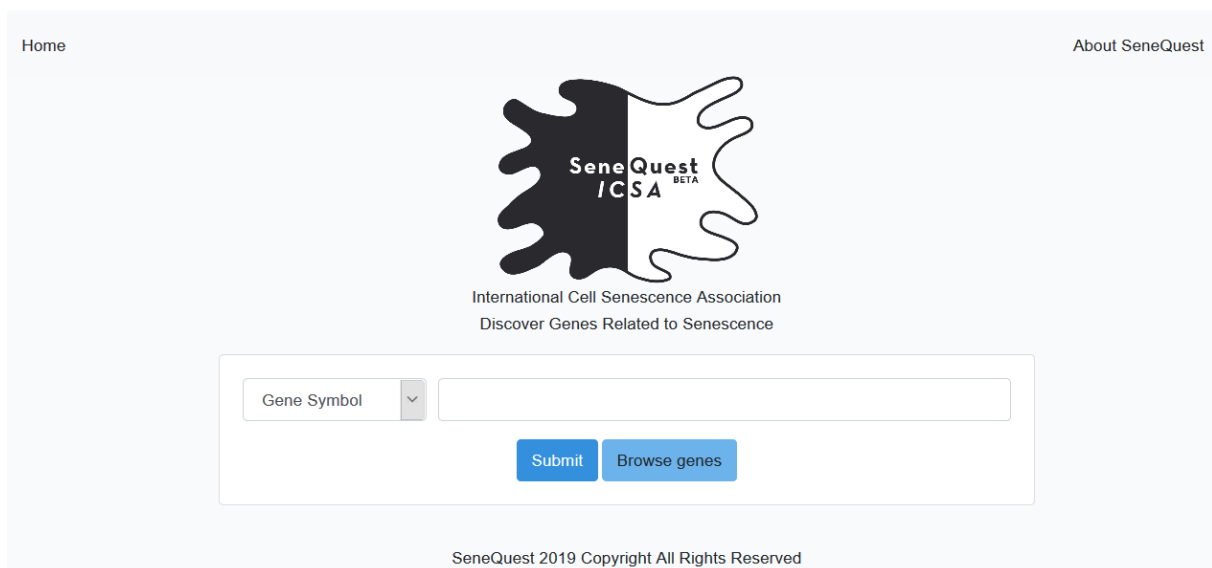 Home
About SeneQuest
SeneQuest
BETA
ICSA
International Cell Senescence Association
Discover Genes Related to Senescence
Gene Symbol
Submit
Browse genes
SeneQuest 2019 Copyright All Rights Reserved